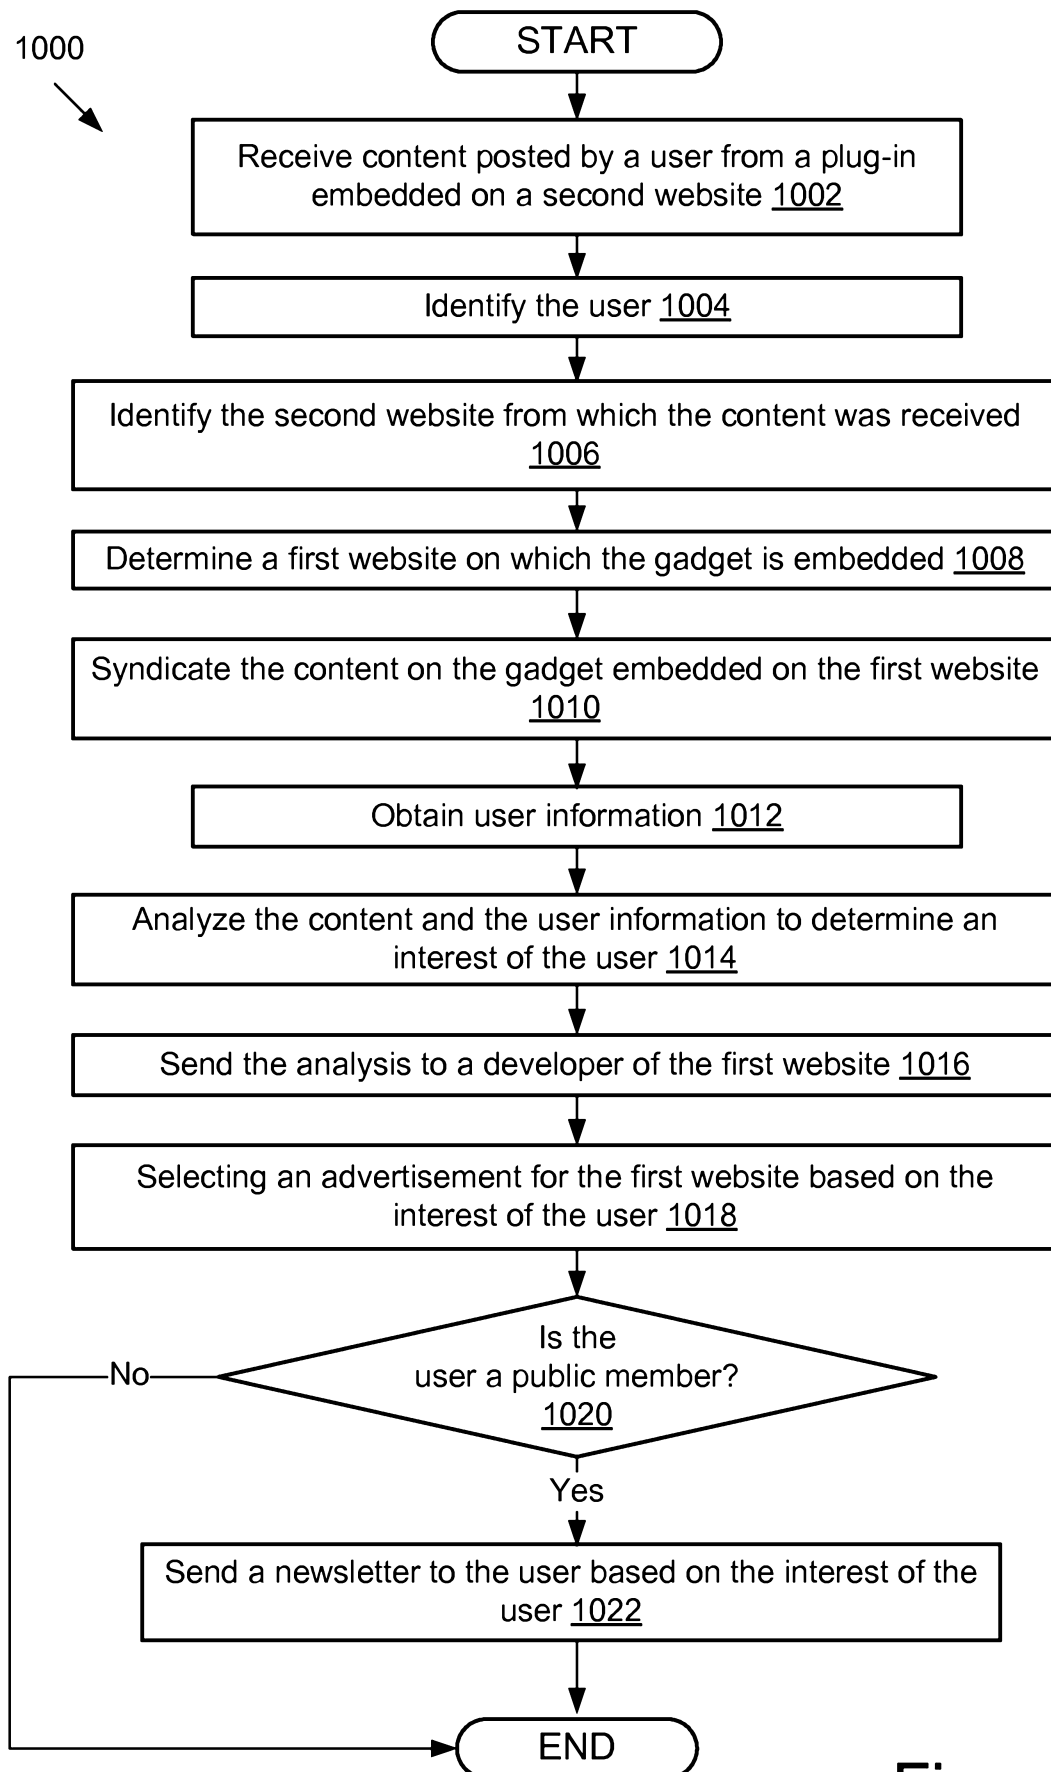 1000
START
Receive content posted by a user from a plug-in
embedded on a second website 1002
Identify the user 1004
Identify the second website from which the content was received
1006
Determine a first website on which the gadget is embedded 1008
Syndicate the content on the gadget embedded on the first website
1010
Obtain user information 1012
Analyze the content and the user information to determine an
interest of the user 1014
Send the analysis to a developer of the first website 1016
Selecting an advertisement for the first website based on the
interest of the user 1018
Is the
user a public member?
1020
No
Yes
Send a newsletter to the user based on the interest of the
user 1022
END